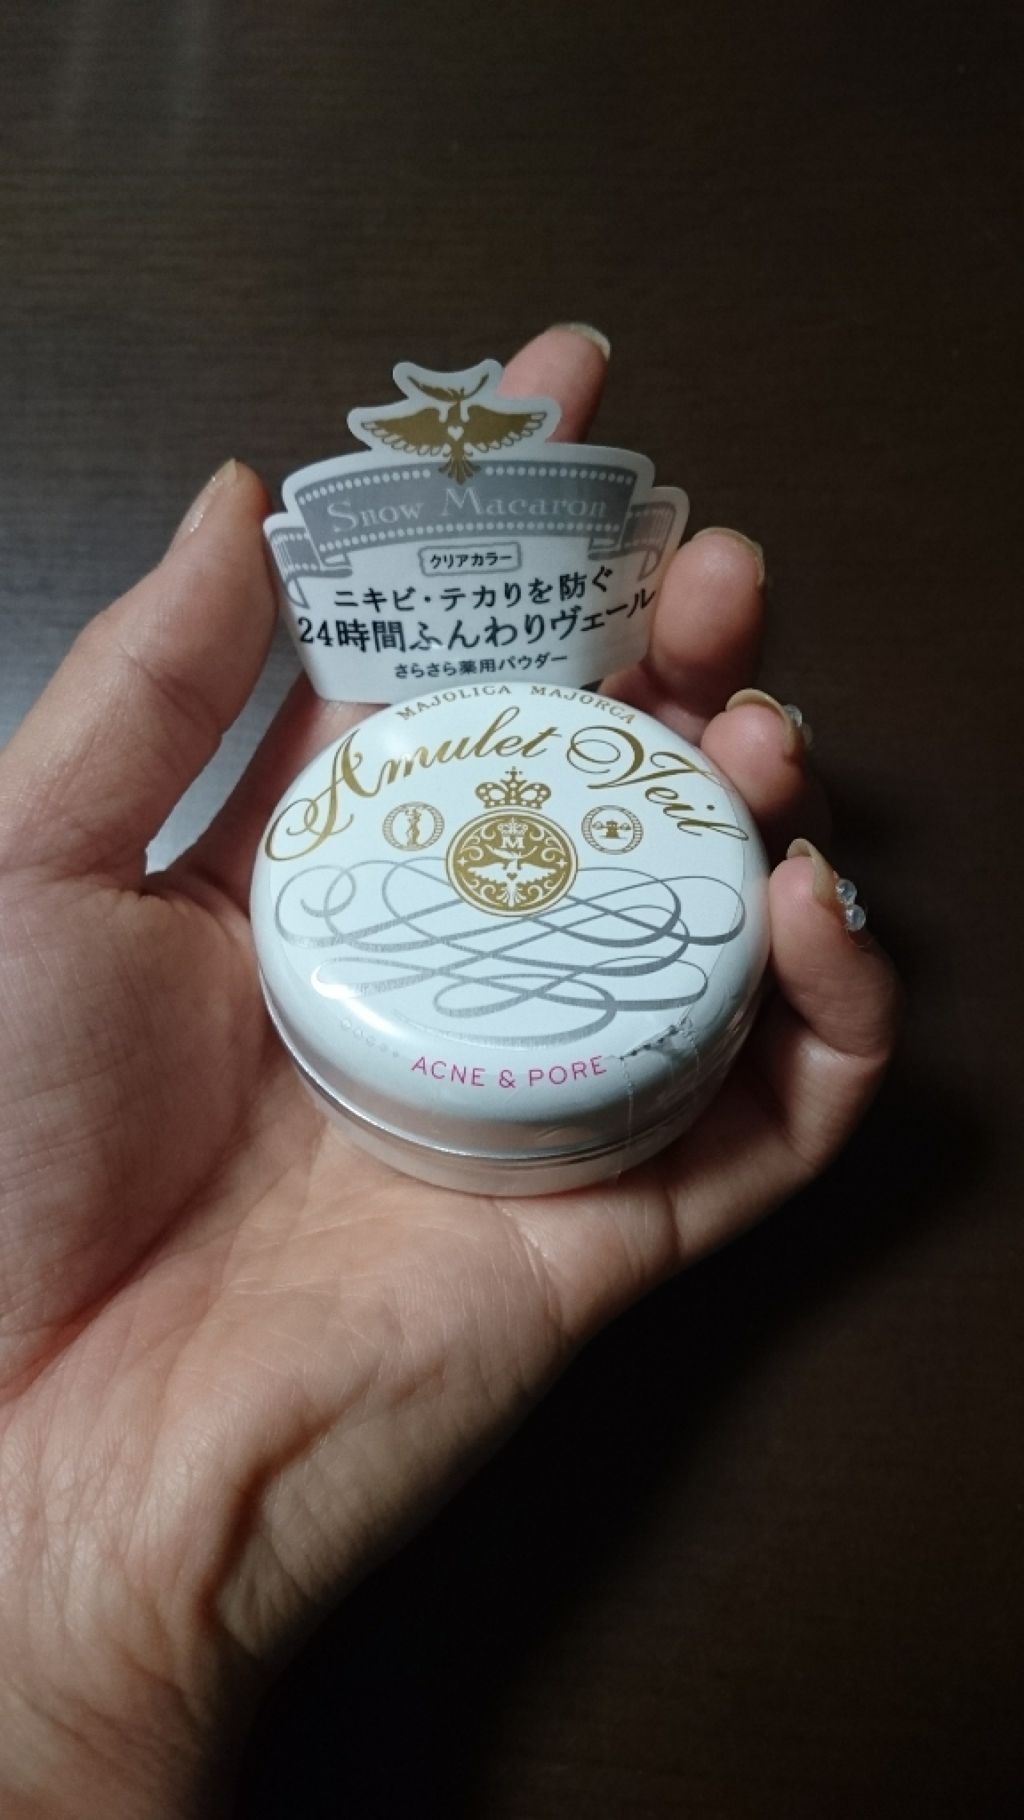 Snow Macaron
クリアカラー
ニキビ・テカりを防ぐ
24時間ふんわりヴェール
さらさら薬用パウダー
MAJOLICA MAJORCA
Amulet Veil
M
ACNE & PORE